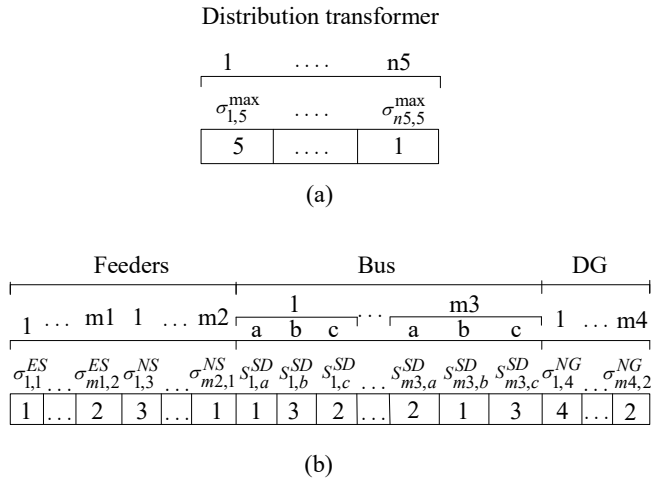 Distribution transformer
1 .... n5
σ_{1,5}^{max} .... σ_{n5,5}^{max}
5 .... 1
(a)
Feeders Bus DG
1 ... m1 1 ... m2 1 ... m3 1 ... m4
a b c a b c
σ_{1,1}^{ES} ... σ_{m1,2}^{ES} σ_{1,3}^{NS} ... σ_{m2,1}^{NS} S_{1,a}^{SD} S_{1,b}^{SD} S_{1,c}^{SD} ... S_{m3,a}^{SD} S_{m3,b}^{SD} S_{m3,c}^{SD} σ_{1,4}^{NG} ... σ_{m4,2}^{NG}
1 ... 2 3 ... 1 1 3 2 ... 2 1 3 4 ... 2
(b)